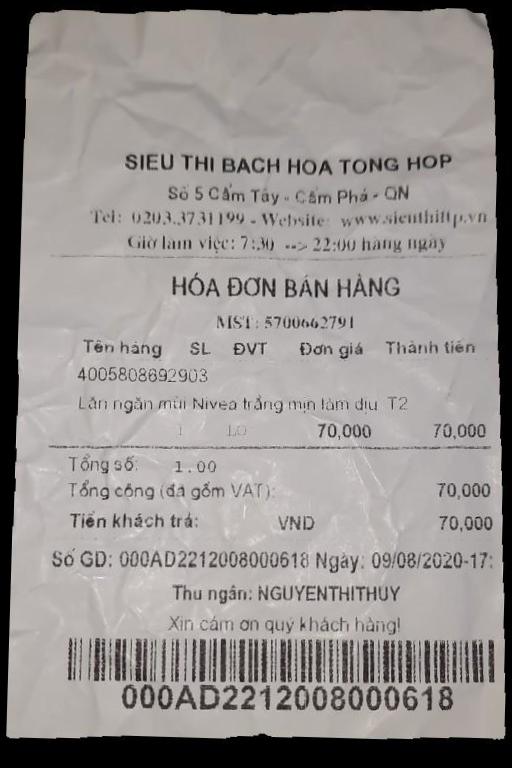 SIEU THI BACH HOA TONG HOP
Số 5 Cẩm Tây - Cẩm Phả - QN
Tel: 0203.3731199 - Website: www.sienthiftp.vn
Giờ làm việc: 7:30 --> 22:00 hàng ngày
HÓA ĐƠN BÁN HÀNG
MST: 5700662791
Tên hàng SL ĐVT Đơn giá Thành tiền
4005808692903
Lăn ngăn mùi Nivea trắng mịn làm dịu T2
1 LO 70,000 70,000
Tổng số: 1.00
Tổng cộng (đã gồm VAT): 70,000
Tiền khách trả: VND 70,000
Số GD: 000AD2212008000618 Ngày: 09/08/2020-17:
Thu ngân: NGUYENTHITHUY
Xin cảm ơn quý khách hàng!
000AD2212008000618